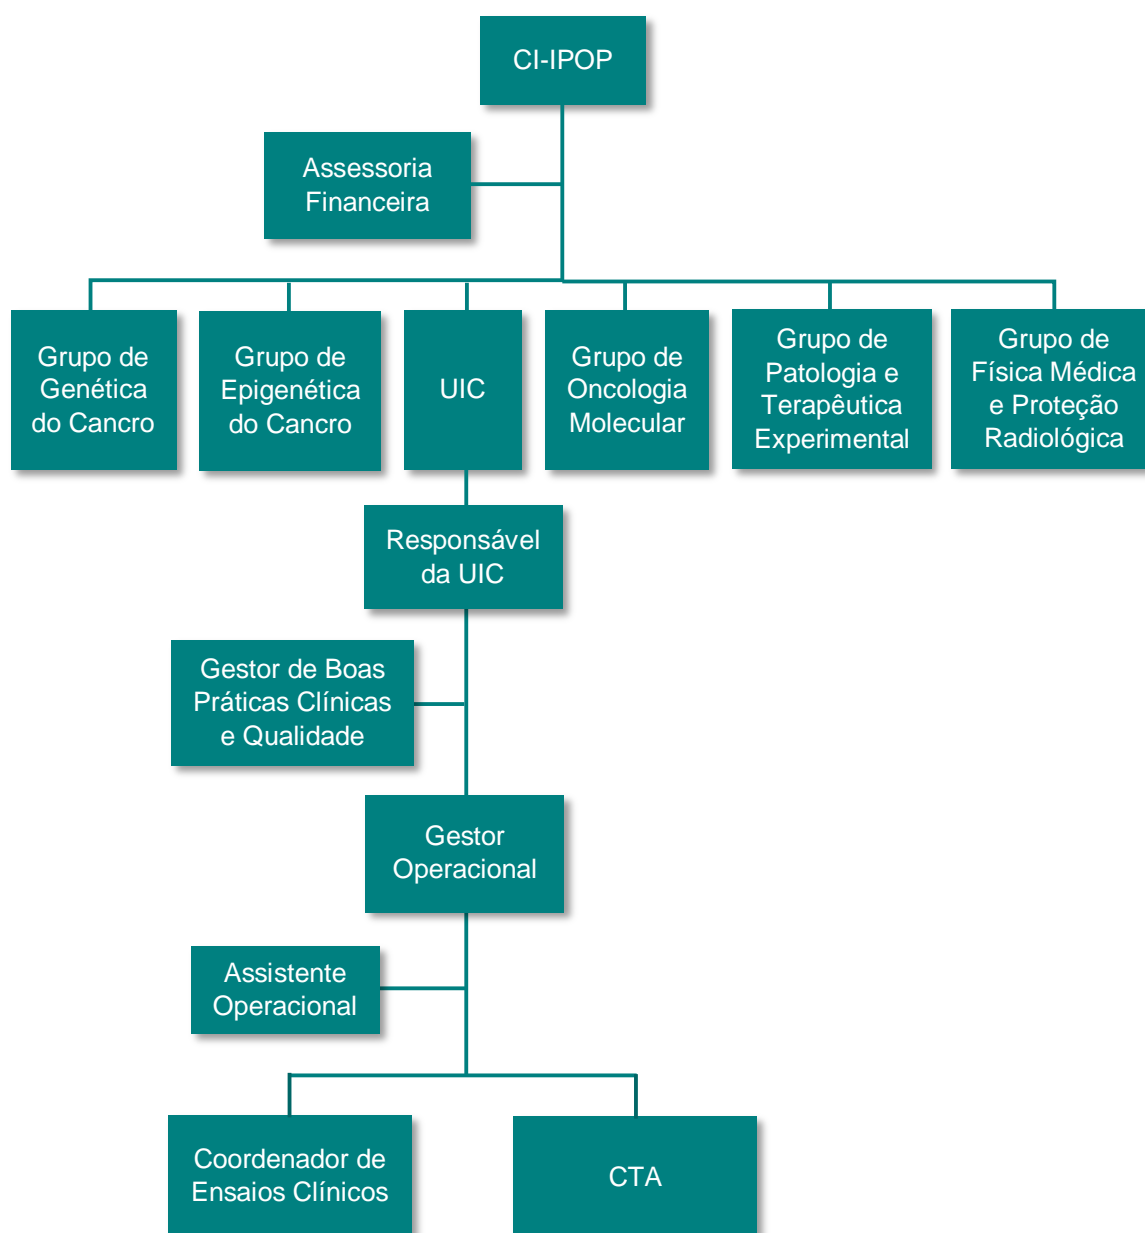 CI-IPOP
Assessoria
Financeira
Grupo de
Genética
do Cancro
Grupo de
Epigenética
do Cancro
UIC
Grupo de
Oncologia
Molecular
Grupo de
Patologia e
Terapêutica
Experimental
Grupo de
Física Médica
e Proteção
Radiológica
Responsável
da UIC
Gestor de Boas
Práticas Clínicas
e Qualidade
Gestor
Operacional
Assistente
Operacional
Coordenador de
Ensaios Clínicos
CTA